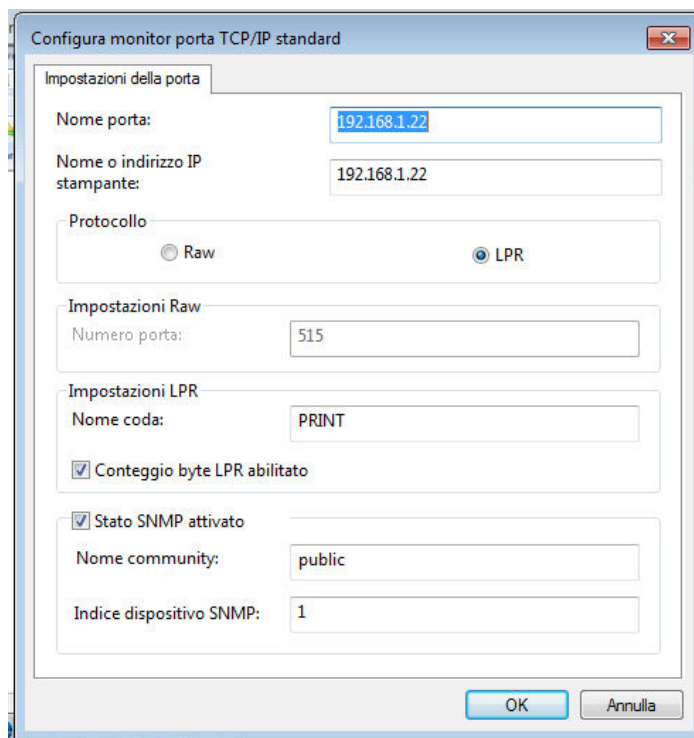 Configura monitor porta TCP/IP standard
Impostazioni della porta
Nome porta:
192.168.1.22
Nome o indirizzo IP
stampante:
192.168.1.22
Protocollo
Raw
LPR
Impostazioni Raw
Numero porta:
515
Impostazioni LPR
Nome coda:
PRINT
Conteggio byte LPR abilitato
Stato SNMP attivato
Nome community:
public
Indice dispositivo SNMP:
1
OK
Annulla